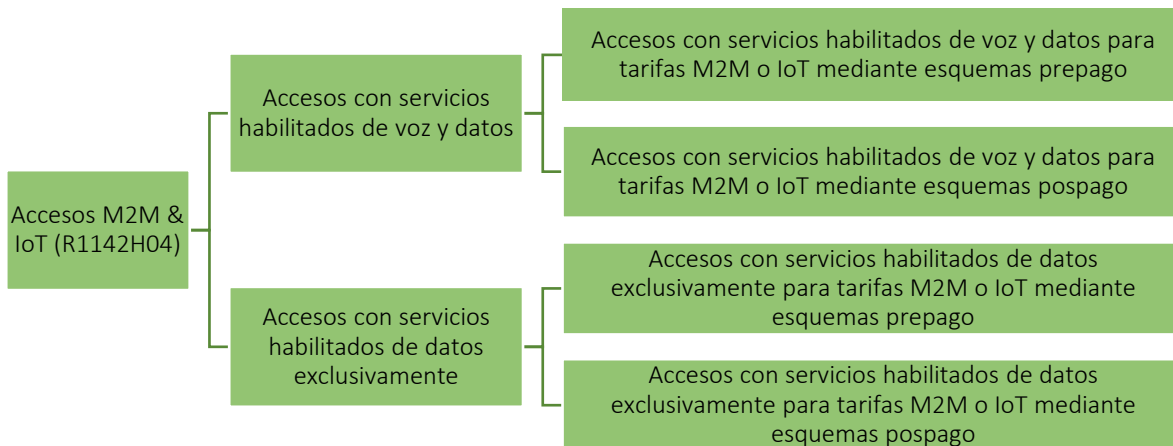 Accesos M2M &
IoT (R1142H04)
Accesos con servicios
habilitados de voz y datos
Accesos con servicios habilitados de voz y datos para
tarifas M2M o IoT mediante esquemas prepago
Accesos con servicios habilitados de voz y datos para
tarifas M2M o IoT mediante esquemas pospago
Accesos con servicios
habilitados de datos
exclusivamente
Accesos con servicios habilitados de datos
exclusivamente para tarifas M2M o IoT mediante
esquemas prepago
Accesos con servicios habilitados de datos
exclusivamente para tarifas M2M o IoT mediante
esquemas pospago